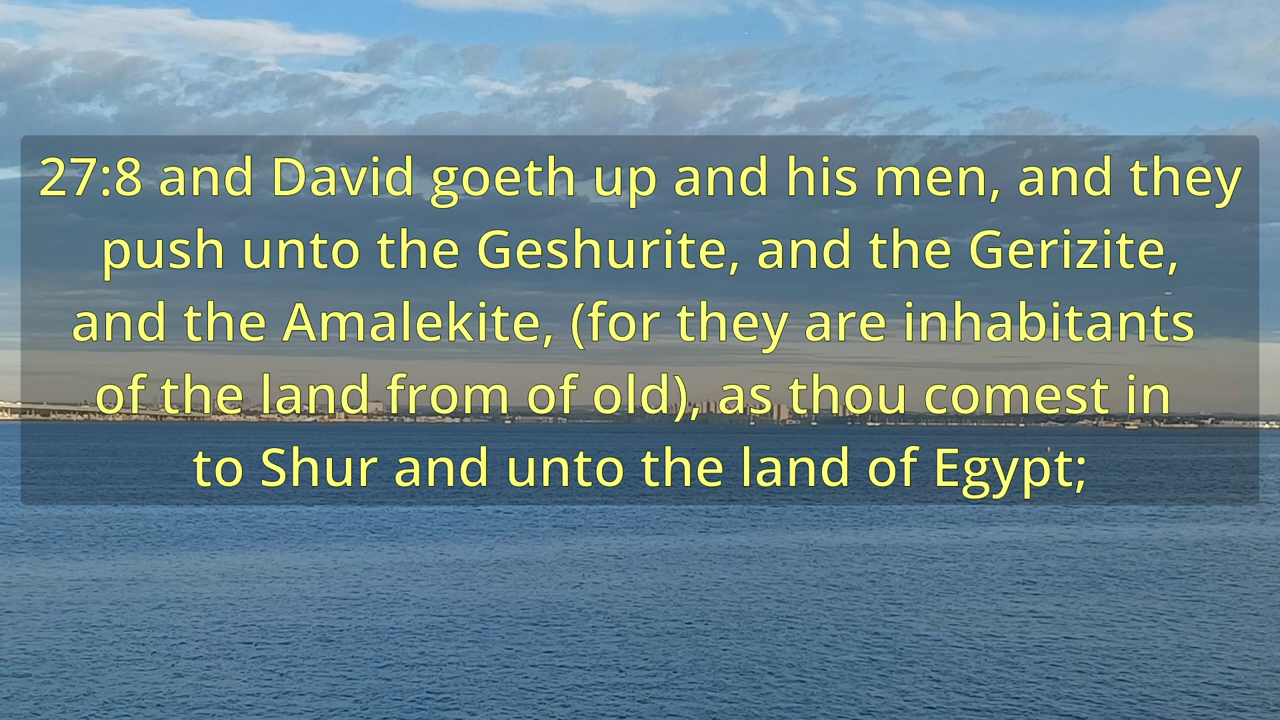 27:8 and David goeth up and his men, and they
push unto the Geshurite, and the Gerizite,
and the Amalekite, (for they are inhabitants
of the land from of old), as thou comest in
to Shur and unto the land of Egypt;